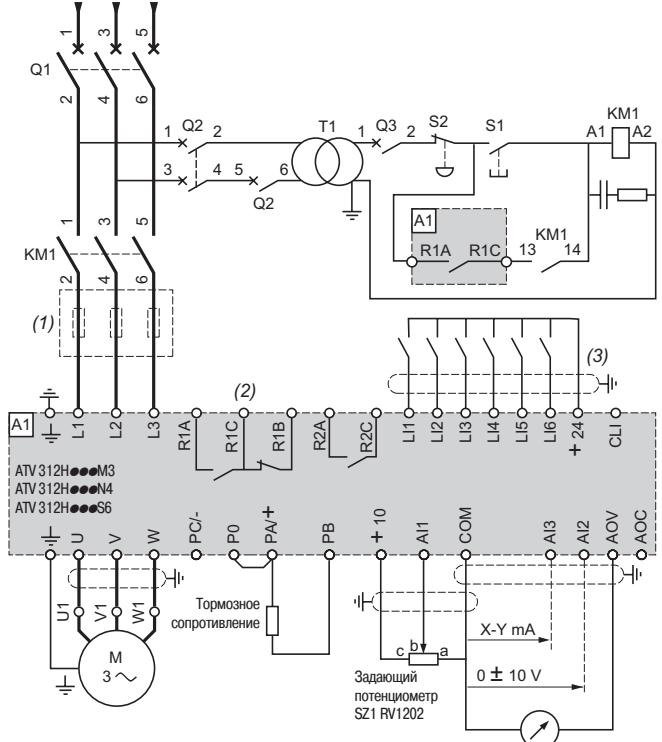 1 3 5
Q1
2 4 6
1 Q2 2
3 4 5 6
Q2
T1
1 Q3 2
S2
S1
KM1
A1 A2
A1
R1A R1C
KM1
13 14
1 3 5
KM1
2 4 6
(1)
(2)
(3)
A1
L1 L2 L3 R1A R1C R1B R2A R2C LI1 LI2 LI3 LI4 LI5 LI6 + 24 CLI
ATV 312H●●●M3
ATV 312H●●●N4
ATV 312H●●●S6
U V W PC/- P0 PA/+ PB + 10 AI1 COM AI3 AI2 AOV AOC
U1 V1 W1
M
3 ~
Тормозное
сопротивление
c b a
X-Y mA
0 ± 10 V
Задающий
потенциометр
SZ1 RV1202